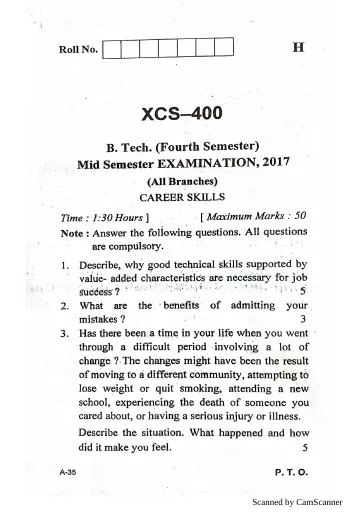 Roll No. H
XCS–400
B. Tech. (Fourth Semester)
Mid Semester EXAMINATION, 2017
(All Branches)
CAREER SKILLS
Time : 1:30 Hours ] [ Maximum Marks : 50
Note : Answer the following questions. All questions
are compulsory.
1. Describe, why good technical skills supported by
value- added characteristics are necessary for job
success ? 5
2. What are the benefits of admitting your
mistakes ? 3
3. Has there been a time in your life when you went
through a difficult period involving a lot of
change ? The changes might have been the result
of moving to a different community, attempting to
lose weight or quit smoking, attending a new
school, experiencing the death of someone you
cared about, or having a serious injury or illness.
Describe the situation. What happened and how
did it make you feel. 5
A-35 P. T. O.
Scanned by CamScanner